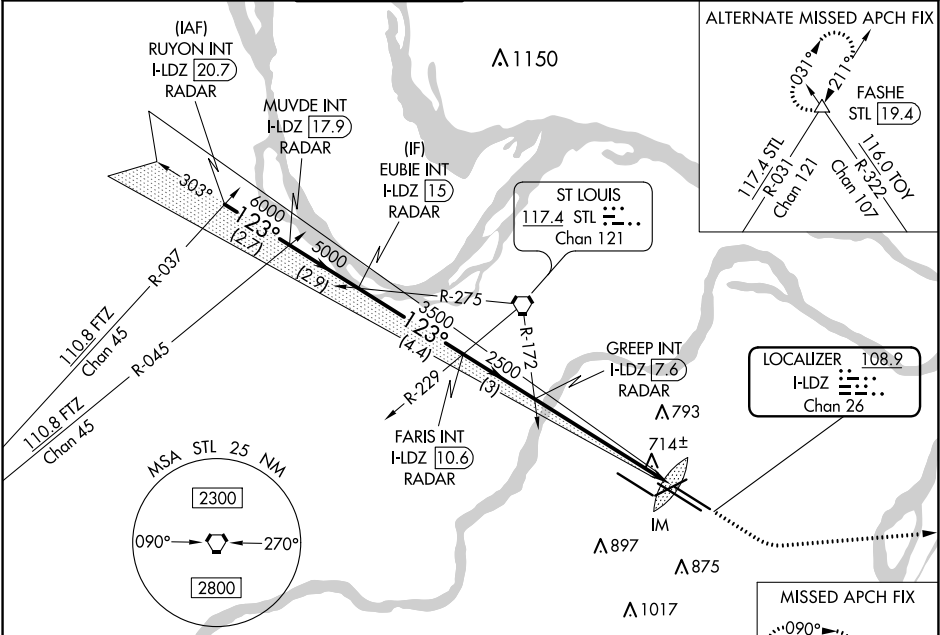 (IAF)
RUYON INT
I-LDZ 20.7
RADAR
MUVDE INT
I-LDZ 17.9
RADAR
(IF)
EUBIE INT
I-LDZ 15
RADAR
1150
ALTERNATE MISSED APCH FIX
031°
211°
FASHE
STL 19.4
117.4 STL
R-031
Chan 121
116.0 TOY
R-322
Chan 107
ST LOUIS
117.4 STL
Chan 121
303°
6000
123°
(2.7)
5000
(2.9)
R-275
3500
123°
(4.4)
2500
(3)
R-172
R-229
R-037
110.8 FTZ
Chan 45
R-045
110.8 FTZ
Chan 45
GREEP INT
I-LDZ 7.6
RADAR
LOCALIZER 108.9
I-LDZ
Chan 26
793
714±
FARIS INT
I-LDZ 10.6
RADAR
IM
MSA STL 25 NM
2300
090°
270°
2800
897
875
1017
MISSED APCH FIX
090°